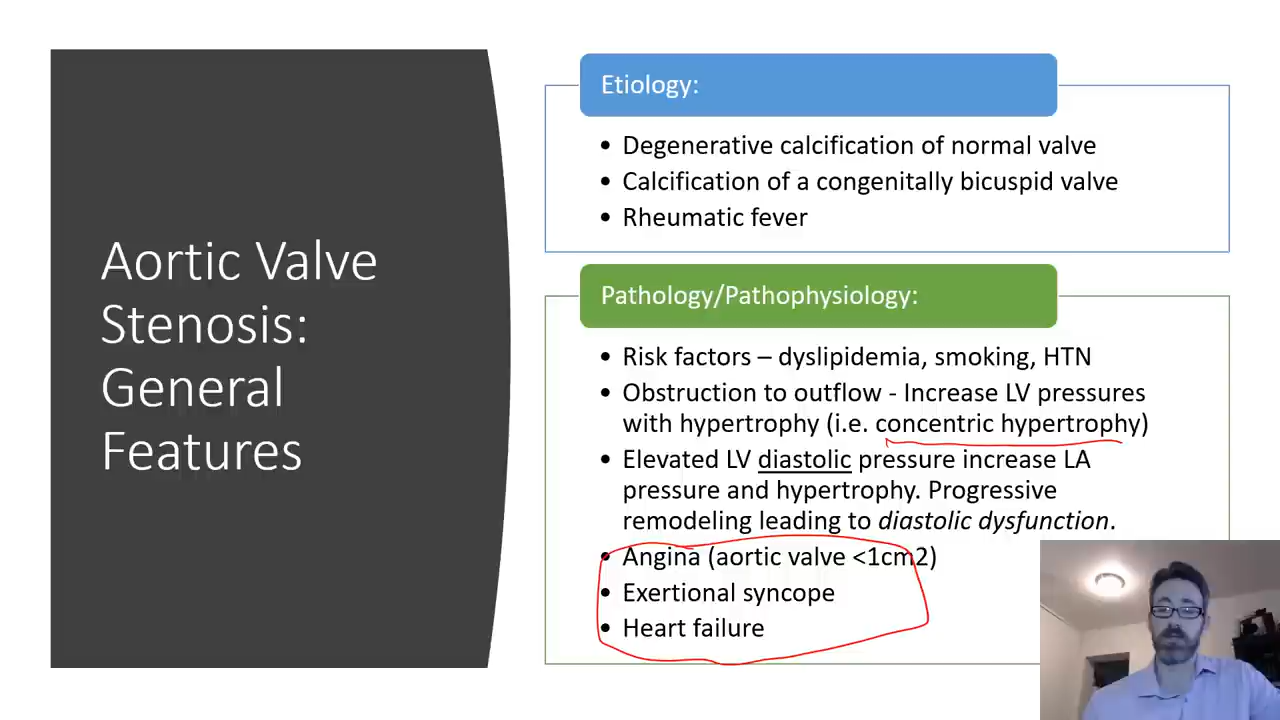 Aortic Valve
Stenosis:
General
Features
Etiology:
• Degenerative calcification of normal valve
• Calcification of a congenitally bicuspid valve
• Rheumatic fever
Pathology/Pathophysiology:
• Risk factors – dyslipidemia, smoking, HTN
• Obstruction to outflow - Increase LV pressures
with hypertrophy (i.e. concentric hypertrophy)
• Elevated LV diastolic pressure increase LA
pressure and hypertrophy. Progressive
remodeling leading to diastolic dysfunction.
• Angina (aortic valve <1cm2)
• Exertional syncope
• Heart failure